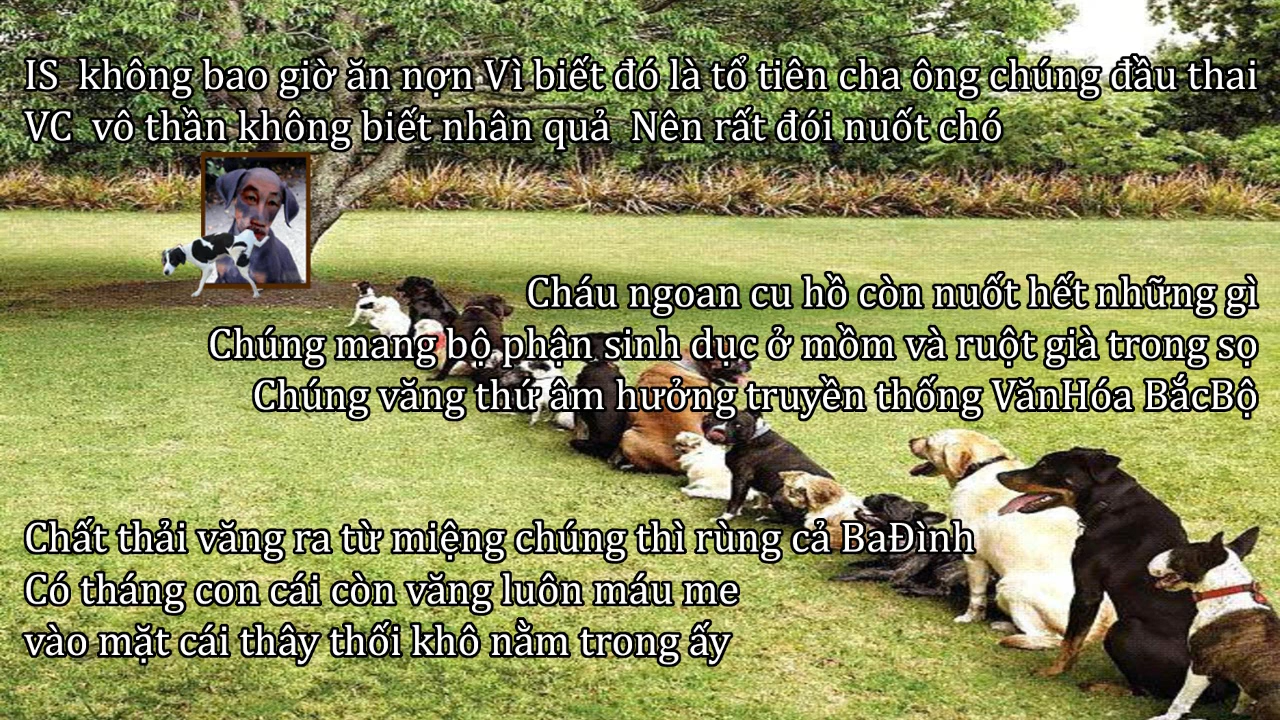 IS không bao giờ ăn nợn Vì biết đó là tổ tiên cha ông chúng đầu thai
VC vô thần không biết nhân quả Nên rất đói nuốt chó
Cháu ngoan cu hồ còn nuốt hết những gì
Chúng mang bộ phận sinh dục ở mồm và ruột già trong sọ
Chúng văng thứ âm hưởng truyền thống VănHóa BắcBộ
Chất thải văng ra từ miệng chúng thì rùng cả BaĐình
Có tháng con cái còn văng luôn máu me
vào mặt cái thây thối khô nằm trong ấy